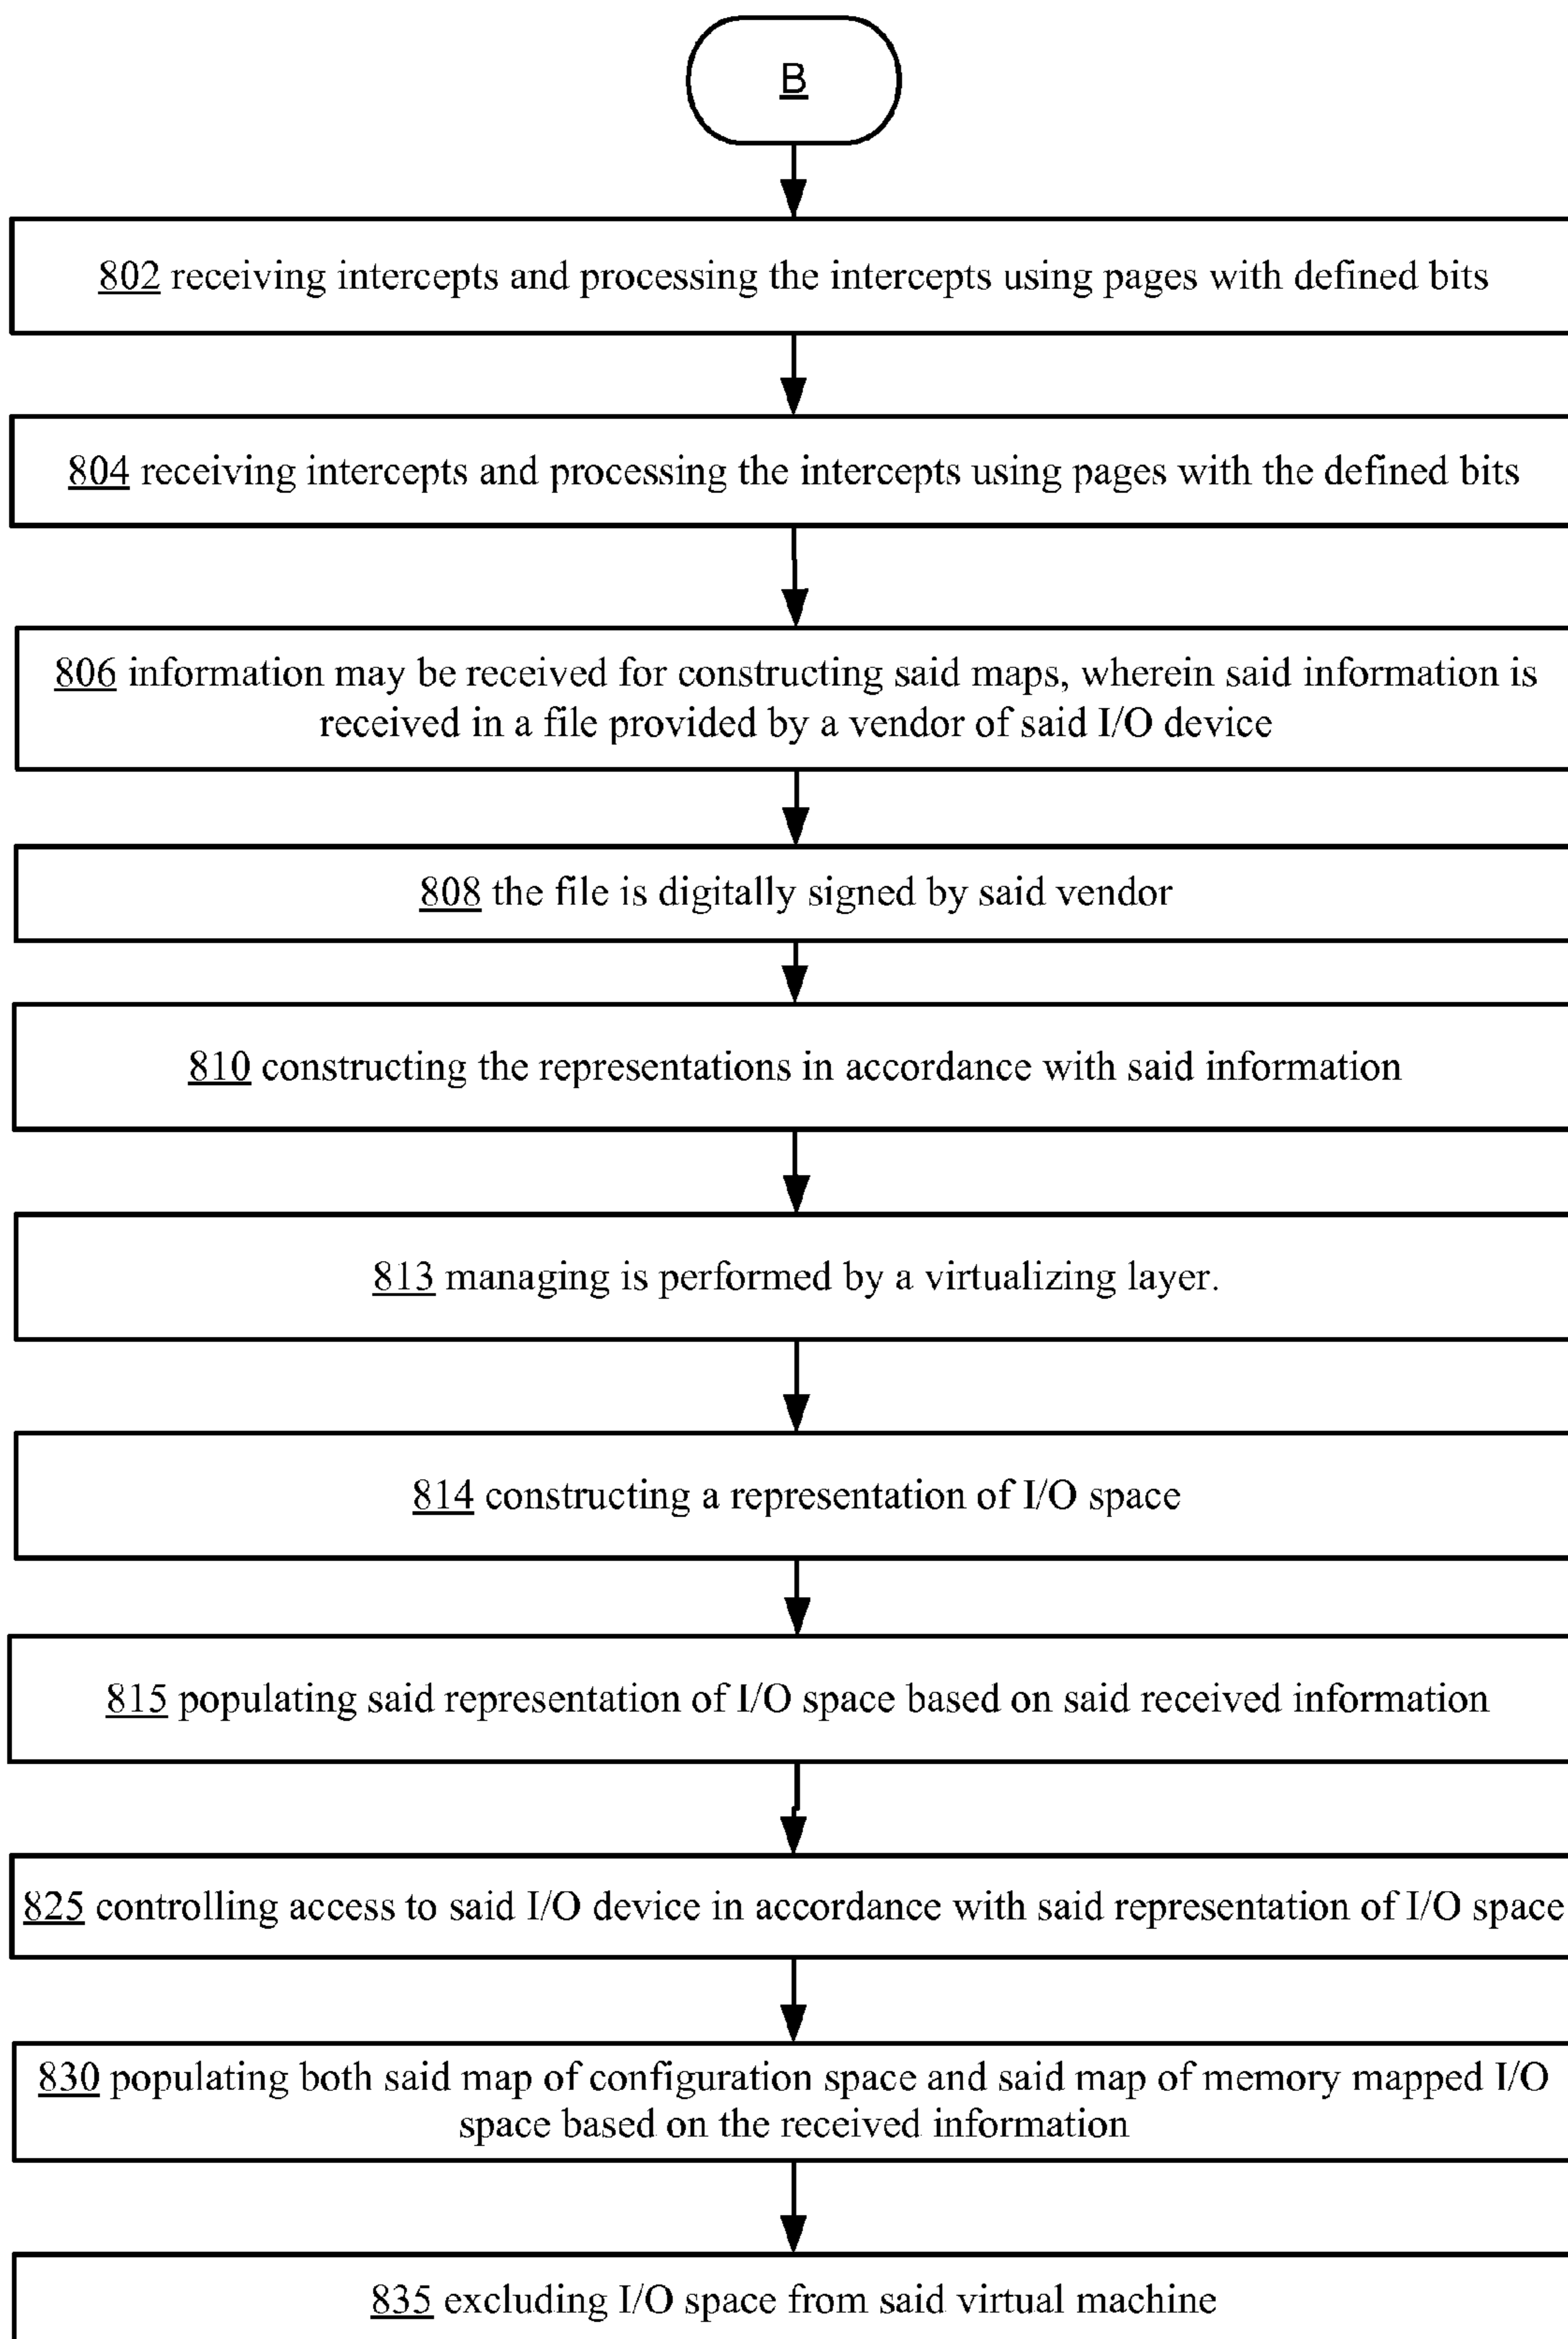 B
802 receiving intercepts and processing the intercepts using pages with defined bits
804 receiving intercepts and processing the intercepts using pages with the defined bits
806 information may be received for constructing said maps, wherein said information is
received in a file provided by a vendor of said I/O device
808 the file is digitally signed by said vendor
810 constructing the representations in accordance with said information
813 managing is performed by a virtualizing layer.
814 constructing a representation of I/O space
815 populating said representation of I/O space based on said received information
825 controlling access to said I/O device in accordance with said representation of I/O space
830 populating both said map of configuration space and said map of memory mapped I/O
space based on the received information
835 excluding I/O space from said virtual machine